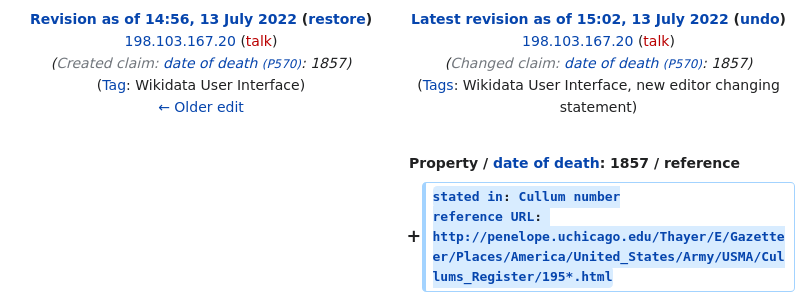 Revision as of 14:56, 13 July 2022 (restore)
198.103.167.20 (talk)
(Created claim: date of death (P570): 1857)
(Tag: Wikidata User Interface)
← Older edit
Latest revision as of 15:02, 13 July 2022 (undo)
198.103.167.20 (talk)
(Changed claim: date of death (P570): 1857)
(Tags: Wikidata User Interface, new editor changing
statement)
Property / date of death: 1857 / reference
+
stated in: Cullum number
reference URL:
http://penelope.uchicago.edu/Thayer/E/Gazette
er/Places/America/United_States/Army/USMA/Cul
lums_Register/195*.html